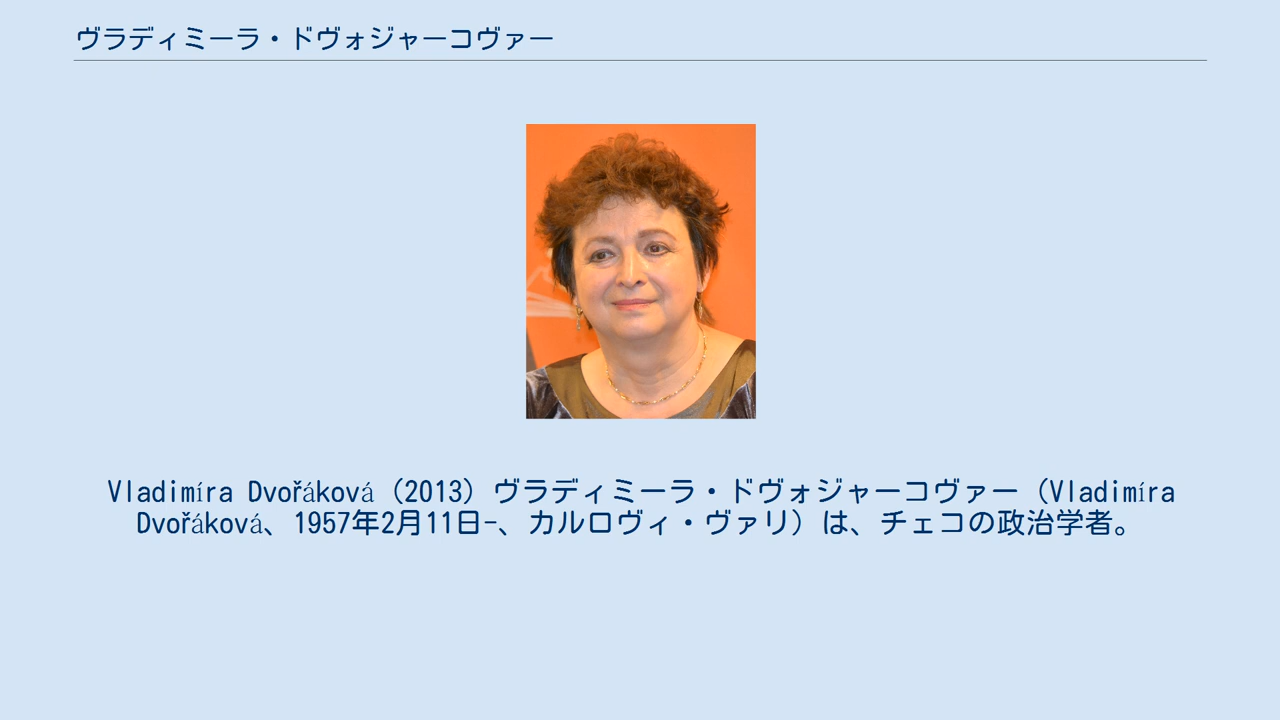 ヴラディミーラ・ドヴォジャーコヴァー
Vladimíra Dvořáková (2013) ヴラディミーラ・ドヴォジャーコヴァー（Vladimíra
Dvořáková、1957年2月11日-、カルロヴィ・ヴァリ）は、チェコの政治学者。